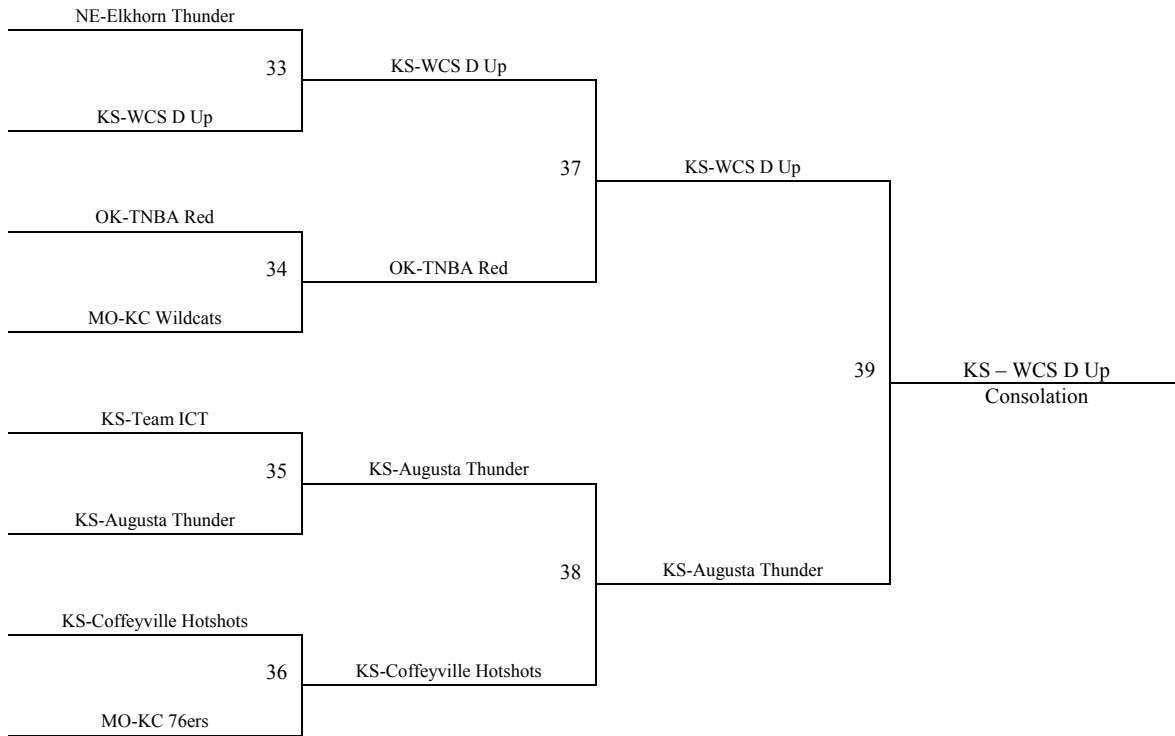 NE-Elkhorn Thunder
33
KS-WCS D Up
KS-WCS D Up
37
KS-WCS D Up
OK-TNBA Red
34
OK-TNBA Red
MO-KC Wildcats
39
KS – WCS D Up
Consolation
KS-Team ICT
35
KS-Augusta Thunder
KS-Augusta Thunder
38
KS-Augusta Thunder
KS-Coffeyville Hotshots
36
KS-Coffeyville Hotshots
MO-KC 76ers